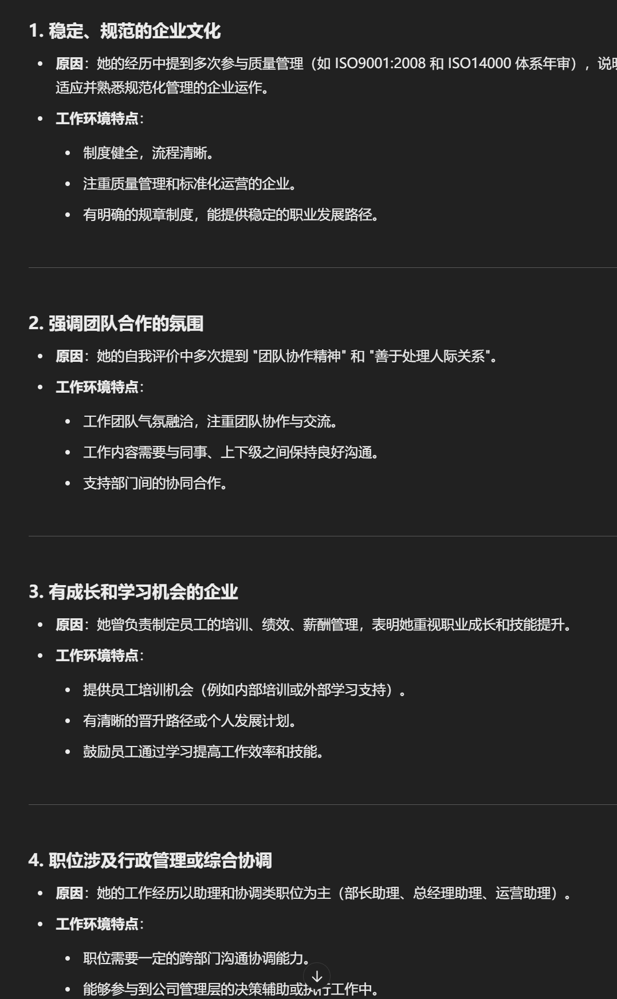 1. 稳定、规范的企业文化
• 原因：她的经历中提到多次参与质量管理（如 ISO9001:2008 和 ISO14000 体系年审），说明
适应并熟悉规范化管理的企业运作。
• 工作环境特点：
• 制度健全，流程清晰。
• 注重质量管理和标准化运营的企业。
• 有明确的规章制度，能提供稳定的职业发展路径。
2. 强调团队合作的氛围
• 原因：她的自我评价中多次提到 "团队协作精神" 和 "善于处理人际关系"。
• 工作环境特点：
• 工作团队气氛融洽，注重团队协作与交流。
• 工作内容需要与同事、上下级之间保持良好沟通。
• 支持部门间的协同合作。
3. 有成长和学习机会的企业
• 原因：她曾负责制定员工的培训、绩效、薪酬管理，表明她重视职业成长和技能提升。
• 工作环境特点：
• 提供员工培训机会（例如内部培训或外部学习支持）。
• 有清晰的晋升路径或个人发展计划。
• 鼓励员工通过学习提高工作效率和技能。
4. 职位涉及行政管理或综合协调
• 原因：她的工作经历以助理和协调类职位为主（部长助理、总经理助理、运营助理）。
• 工作环境特点：
• 职位需要一定的跨部门沟通协调能力。
• 能够参与到公司管理层的决策辅助或执行工作中。